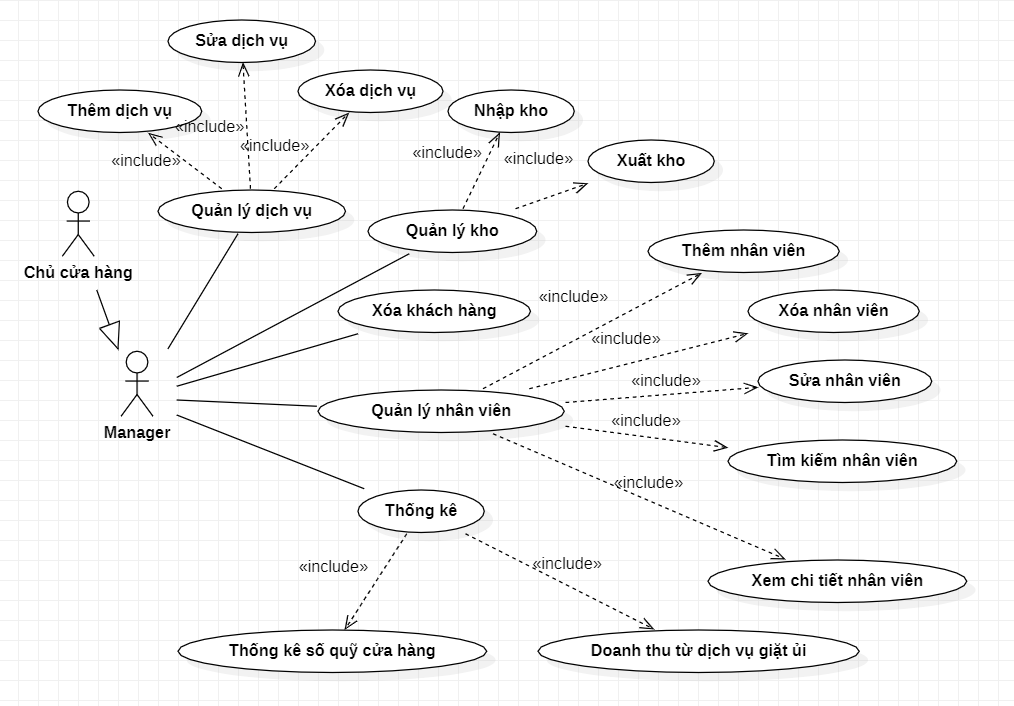 Sửa dịch vụ
Xóa dịch vụ
Thêm dịch vụ
Nhập kho
«include»
«include»
«include»
«include»
«include»
Xuất kho
Quản lý dịch vụ
Quản lý kho
Thêm nhân viên
Chủ cửa hàng
«include»
Xóa khách hàng
Xóa nhân viên
«include»
«include»
Sửa nhân viên
Quản lý nhân viên
«include»
Manager
Tìm kiếm nhân viên
«include»
Thống kê
«include»
«include»
Xem chi tiết nhân viên
Thống kê số quỹ cửa hàng
Doanh thu từ dịch vụ giặt ủi